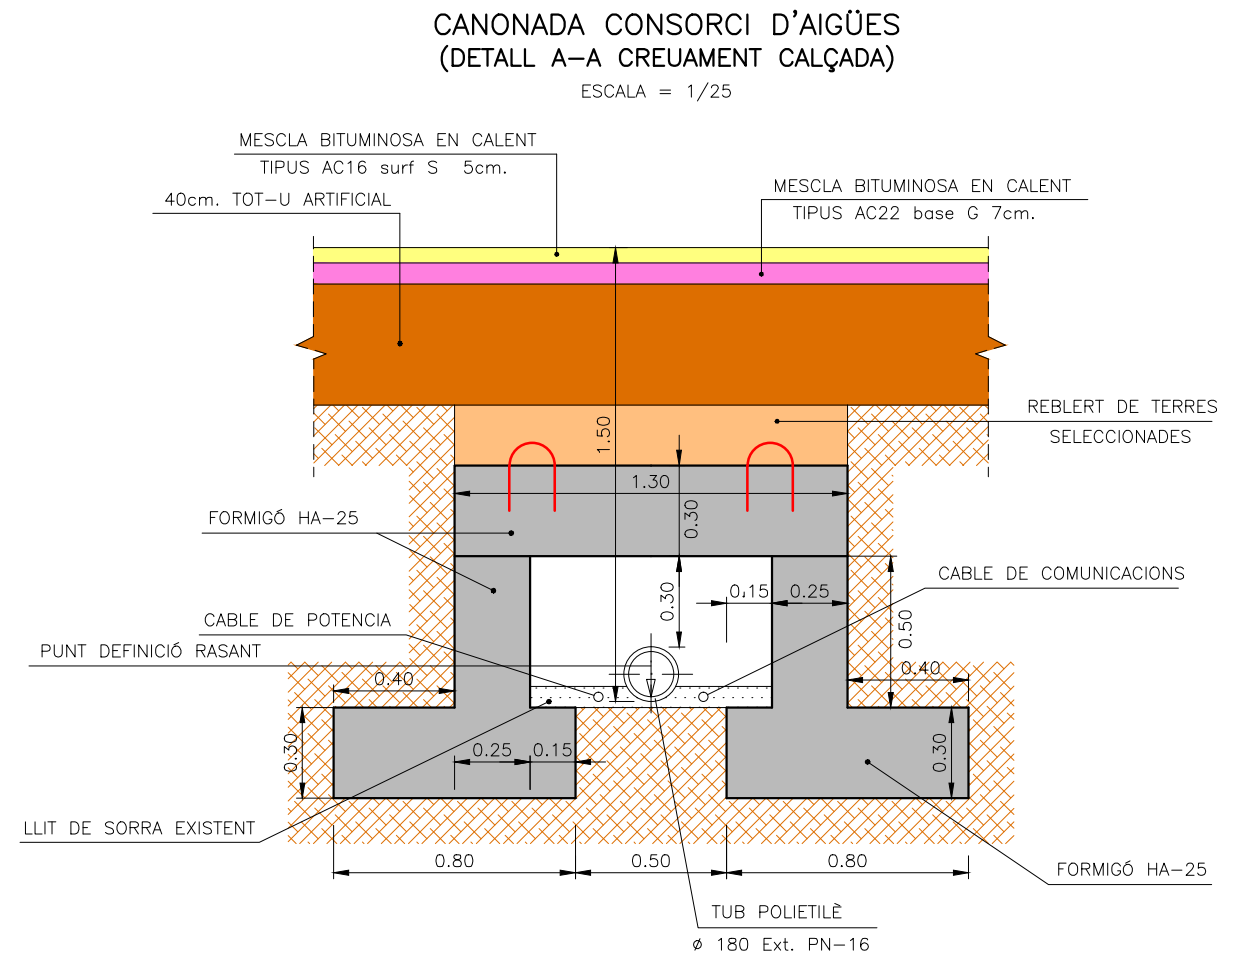 CANONADA CONSORCI D'AIGÜES
(DETALL A-A CREUAMENT CALÇADA)
ESCALA = 1/25
MESCLA BITUMINOSA EN CALENT
TIPUS AC16 surf S 5cm.
MESCLA BITUMINOSA EN CALENT
TIPUS AC22 base G 7cm.
40cm. TOT-U ARTIFICIAL
REBLERT DE TERRES
SELECCIONADES
1.50
1.30
0.30
FORMIGÓ HA-25
CABLE DE COMUNICACIONS
0.30
0.15
0.25
0.50
CABLE DE POTENCIA
PUNT DEFINICIÓ RASANT
0.40
0.40
0.30
0.25
0.15
0.30
LLIT DE SORRA EXISTENT
0.80
0.50
0.80
FORMIGÓ HA-25
TUB POLIETILÈ
ø 180 Ext. PN-16